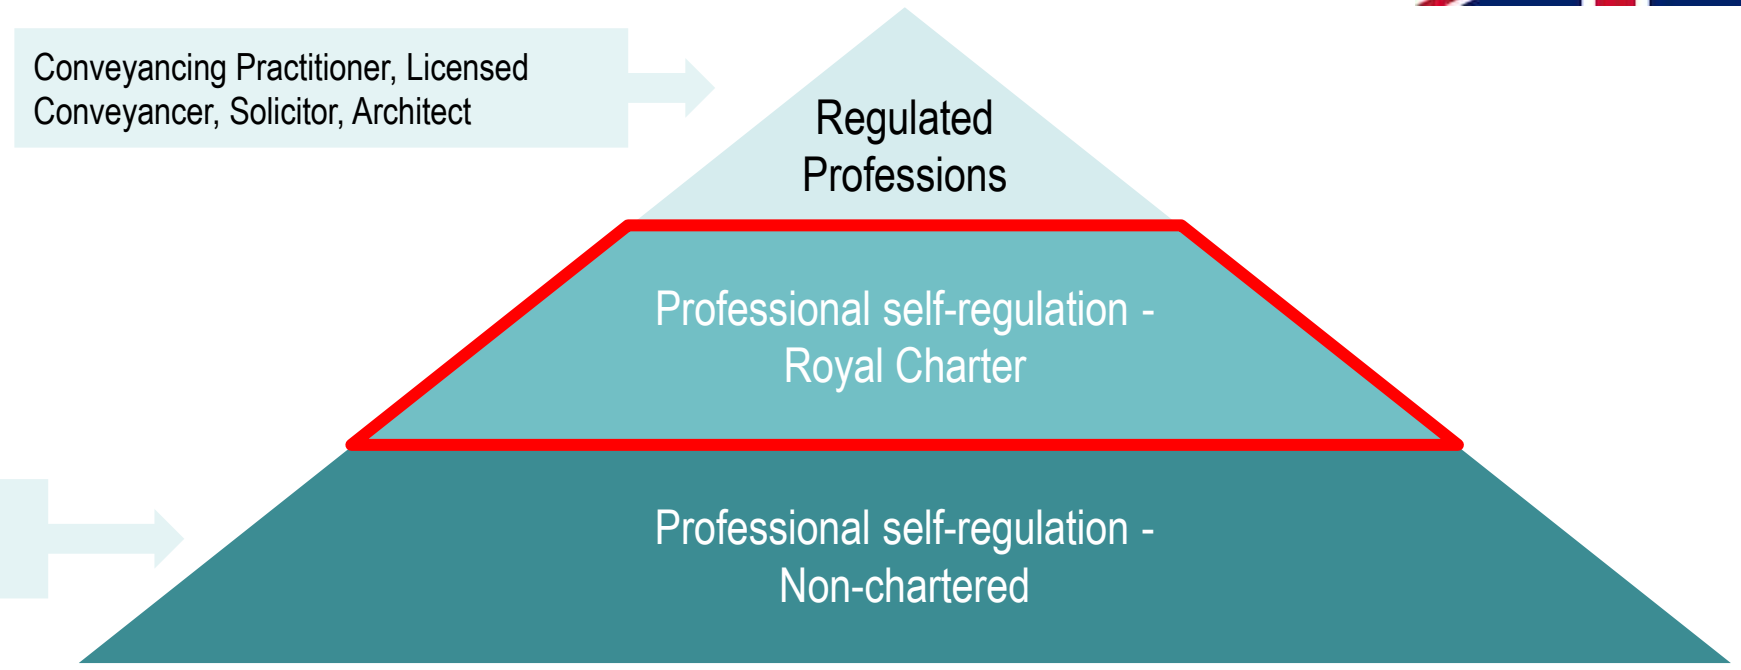 Conveyancing Practitioner, Licensed
Conveyancer, Solicitor, Architect
Regulated
Professions
Professional self-regulation -
Royal Charter
Professional self-regulation -
Non-chartered